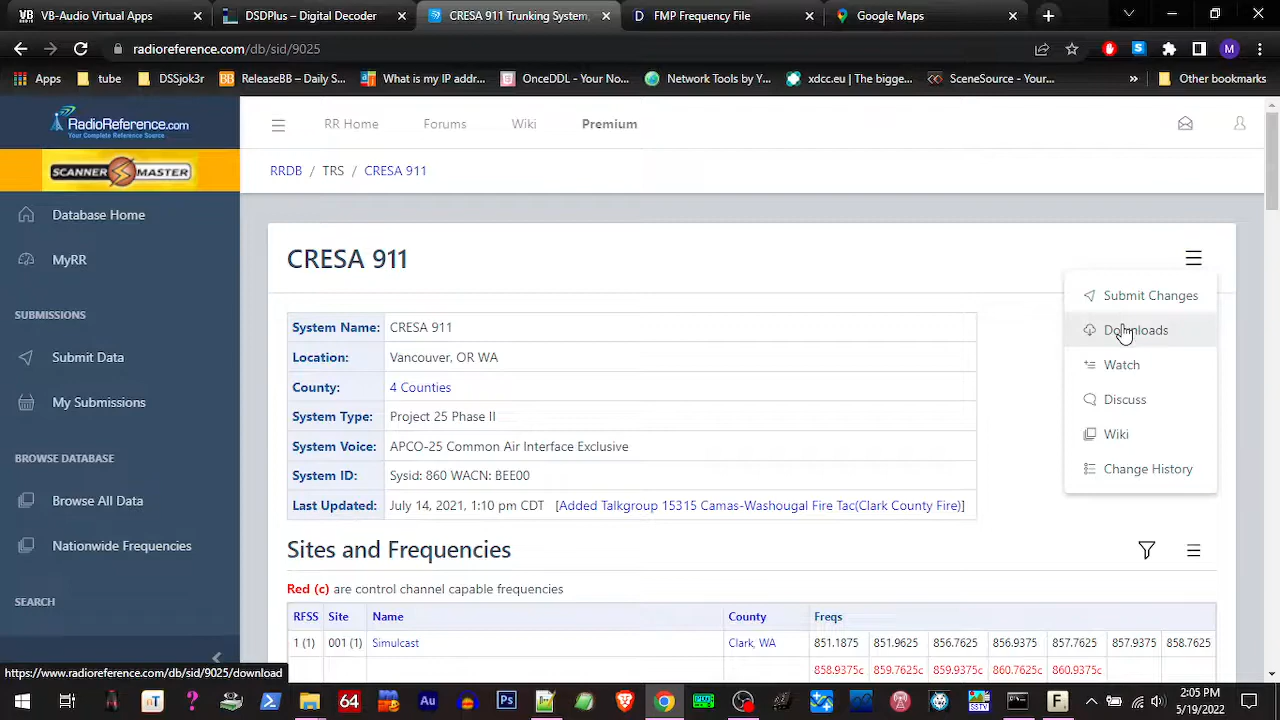 VB-Audio Virtual Apps
DSDPlus – Digital Decoder
CRESA 911 Trunking System,
FMP Frequency File
Google Maps
radioreference.com/db/sid/9025
Apps
tube
DSSjok3r
ReleaseBB – Daily S...
What is my IP addr...
OnceDDL - Your No...
Network Tools by Y...
xdcc.eu | The bigge...
SceneSource - Your...
Other bookmarks
RadioReference.com
Your Complete Reference Source
RR Home
Forums
Wiki
Premium
SCANNER MASTER
RRDB / TRS / CRESA 911
Database Home
MyRR
SUBMISSIONS
Submit Data
My Submissions
BROWSE DATABASE
Browse All Data
Nationwide Frequencies
SEARCH
CRESA 911
Submit Changes
Downloads
Watch
Discuss
Wiki
Change History
System Name: CRESA 911
Location: Vancouver, OR WA
County: 4 Counties
System Type: Project 25 Phase II
System Voice: APCO-25 Common Air Interface Exclusive
System ID: Sysid: 860 WACN: BEE00
Last Updated: July 14, 2021, 1:10 pm CDT [Added Talkgroup 15315 Camas-Washougal Fire Tac(Clark County Fire)]
Sites and Frequencies
Red (c) are control channel capable frequencies
RFSS Site Name County Freqs
1 (1) 001 (1) Simulcast Clark, WA 851.1875 851.9625 856.7625 856.9375 857.7625 857.9375 858.7625
858.9375c 859.7625c 859.9375c 860.7625c 860.9375c
https://www.radioreference.com/db/sid/9025/download
2:05 PM
5/19/2022